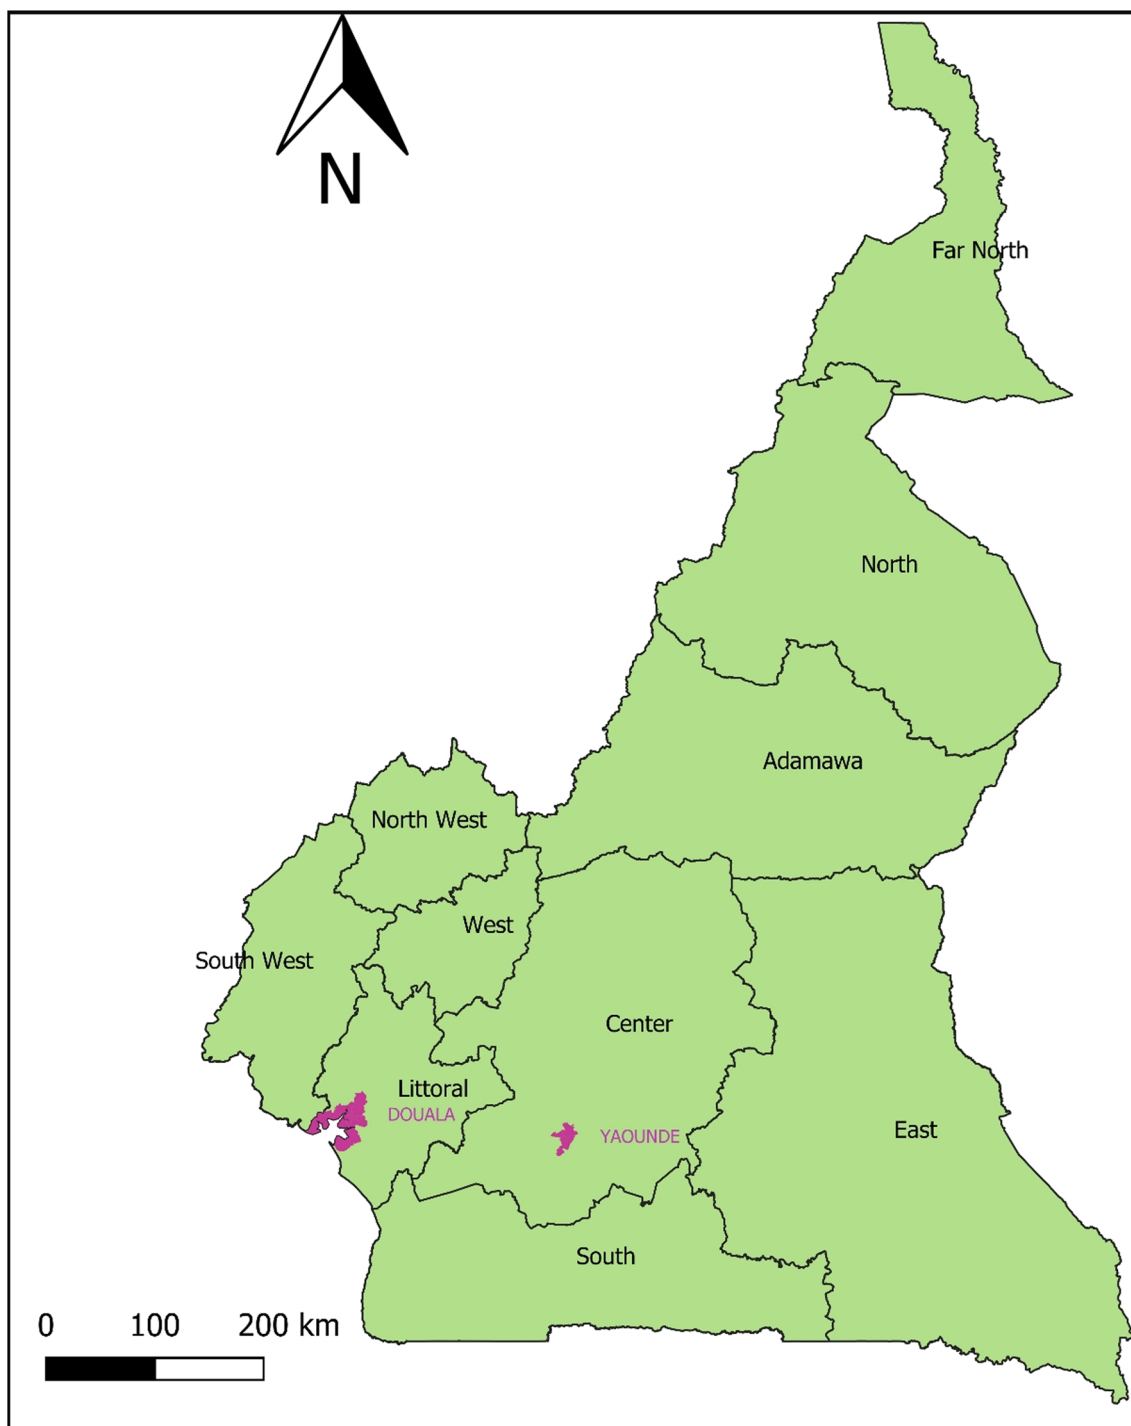 N
Far North
North
Adamawa
North West
West
South West
Center
Littoral
DOUALA
YAOUNDE
East
South
0 100 200 km